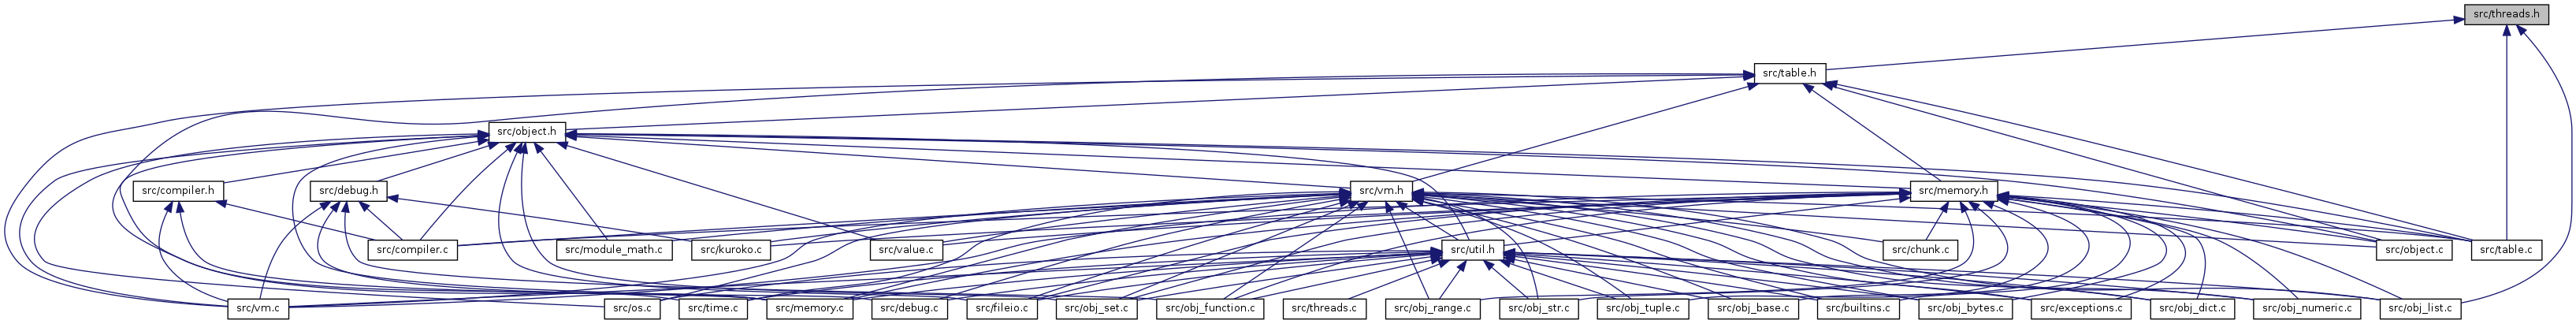 src/threads.h
src/table.h
src/object.h
src/compiler.h
src/debug.h
src/vm.h
src/memory.h
src/compiler.c
src/module_math.c
src/kuroko.c
src/value.c
src/util.h
src/chunk.c
src/object.c
src/table.c
src/vm.c
src/os.c
src/time.c
src/memory.c
src/debug.c
src/fileio.c
src/obj_set.c
src/obj_function.c
src/threads.c
src/obj_range.c
src/obj_str.c
src/obj_tuple.c
src/obj_base.c
src/builtins.c
src/obj_bytes.c
src/exceptions.c
src/obj_dict.c
src/obj_numeric.c
src/obj_list.c